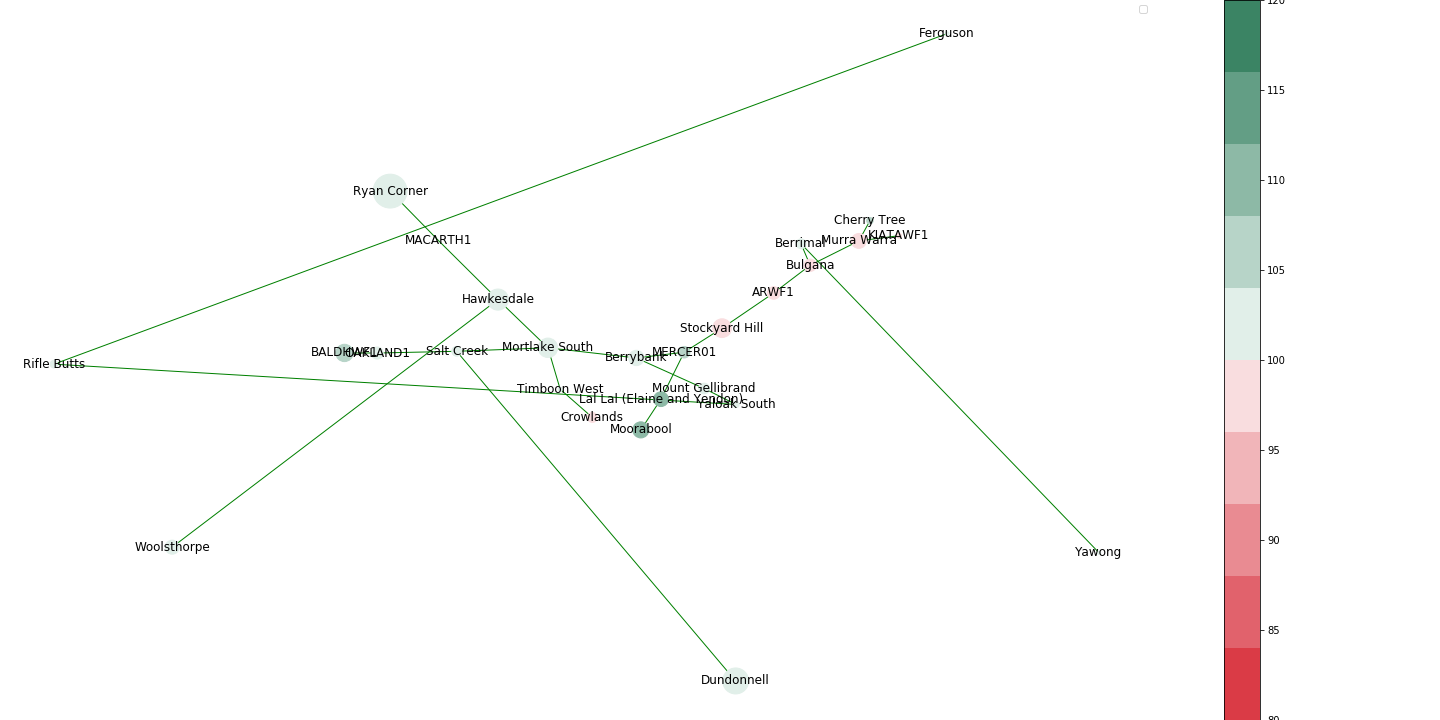 Ferguson
120
115
110
105
100
95
90
85
80
Ryan Corner
MACARTH1
Cherry Tree
KIATAWF1
Murra Warra
Berrimal
Bulgana
ARWF1
Hawkesdale
Stockyard Hill
Mortlake South
Salt Creek
BALDHWF1
OAKLAND1
Berrybank
MERCER01
Rifle Butts
Timboon West
Mount Gellibrand
Lal Lal (Elaine and Yendon)
Yaloak South
Crowlands
Moorabool
Woolsthorpe
Yawong
Dundonnell